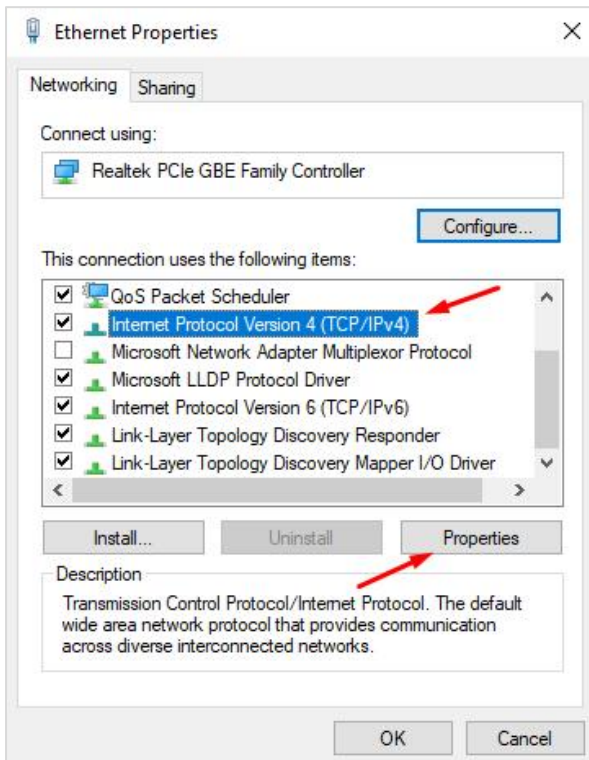 Ethernet Properties
Networking
Sharing
Connect using:
Realtek PCIe GBE Family Controller
Configure...
This connection uses the following items:
QoS Packet Scheduler
Internet Protocol Version 4 (TCP/IPv4)
Microsoft Network Adapter Multiplexor Protocol
Microsoft LLDP Protocol Driver
Internet Protocol Version 6 (TCP/IPv6)
Link-Layer Topology Discovery Responder
Link-Layer Topology Discovery Mapper I/O Driver
Install...
Uninstall
Properties
Description
Transmission Control Protocol/Internet Protocol. The default
wide area network protocol that provides communication
across diverse interconnected networks.
OK
Cancel